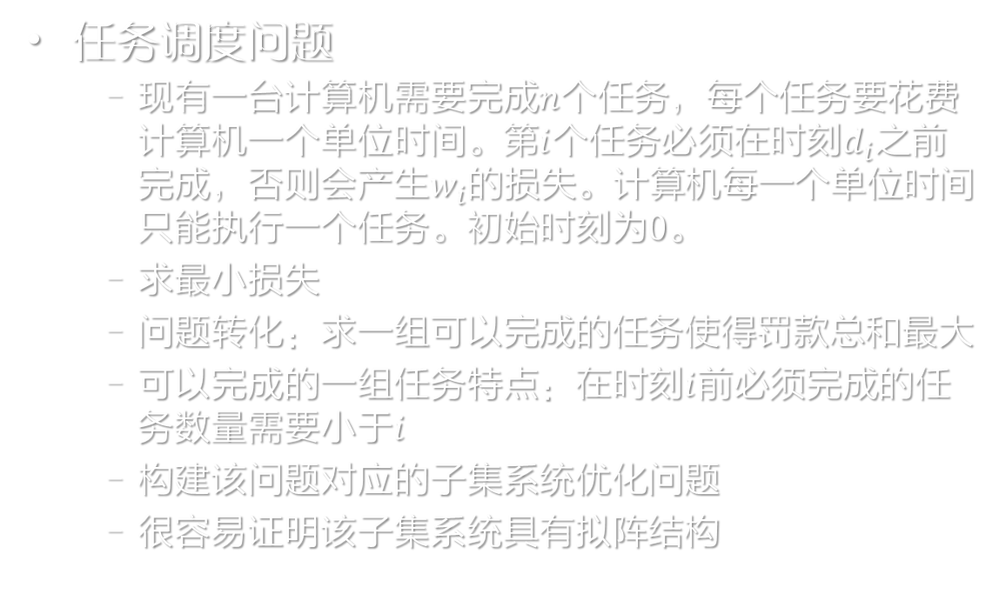 • 任务调度问题
– 现有一台计算机需要完成n个任务，每个任务要花费
计算机一个单位时间。第i个任务必须在时刻dᵢ之前
完成，否则会产生wᵢ的损失。计算机每一个单位时间
只能执行一个任务。初始时刻为0。
– 求最小损失
– 问题转化：求一组可以完成的任务使得罚款总和最大
– 可以完成的一组任务特点：在时刻i前必须完成的任
务数量需要小于i
– 构建该问题对应的子集系统优化问题
– 很容易证明该子集系统具有拟阵结构